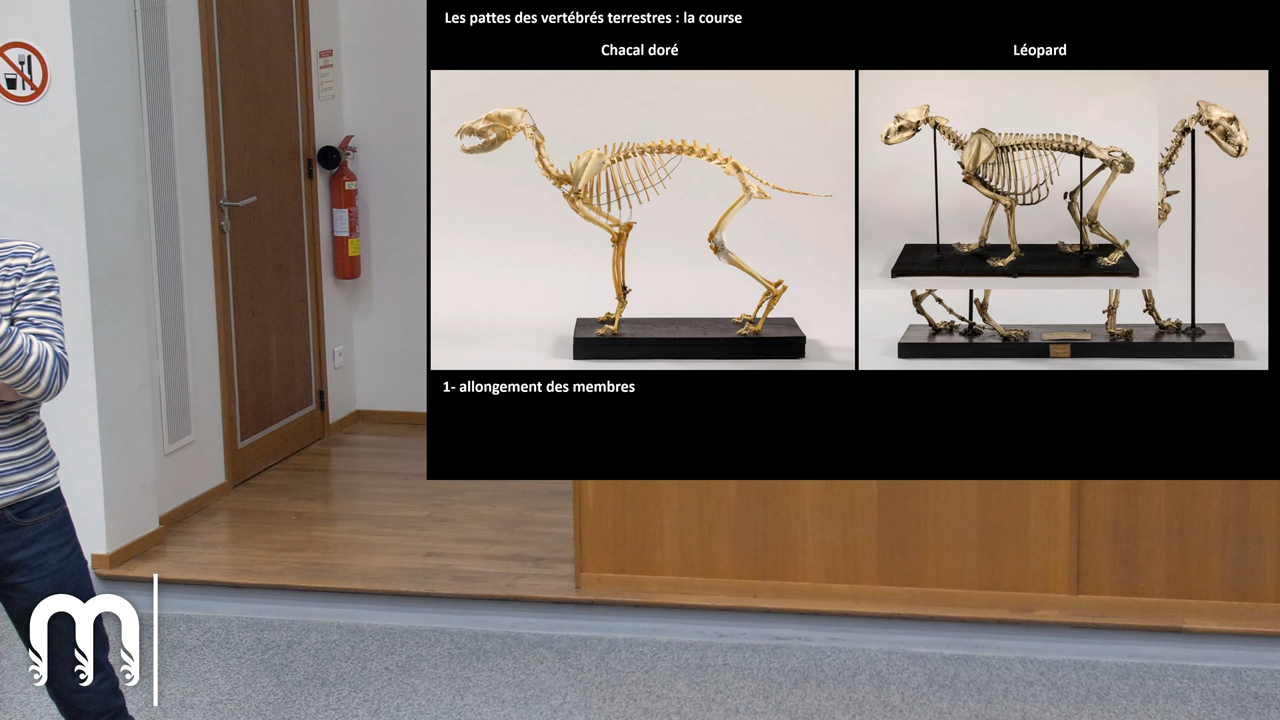 Les pattes des vertébrés terrestres : la course
Chacal doré
Léopard
1- allongement des membres